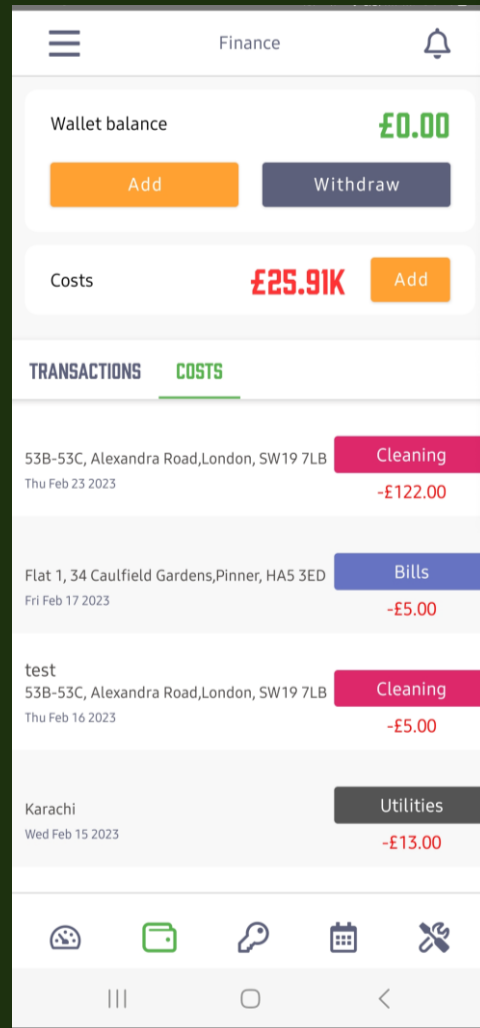 Finance
Wallet balance £0.00
Add Withdraw
Costs £25.91K Add
TRANSACTIONS COSTS
53B-53C, Alexandra Road,London, SW19 7LB Cleaning
Thu Feb 23 2023 -£122.00
Flat 1, 34 Caulfield Gardens,Pinner, HA5 3ED Bills
Fri Feb 17 2023 -£5.00
test
53B-53C, Alexandra Road,London, SW19 7LB Cleaning
Thu Feb 16 2023 -£5.00
Karachi Utilities
Wed Feb 15 2023 -£13.00